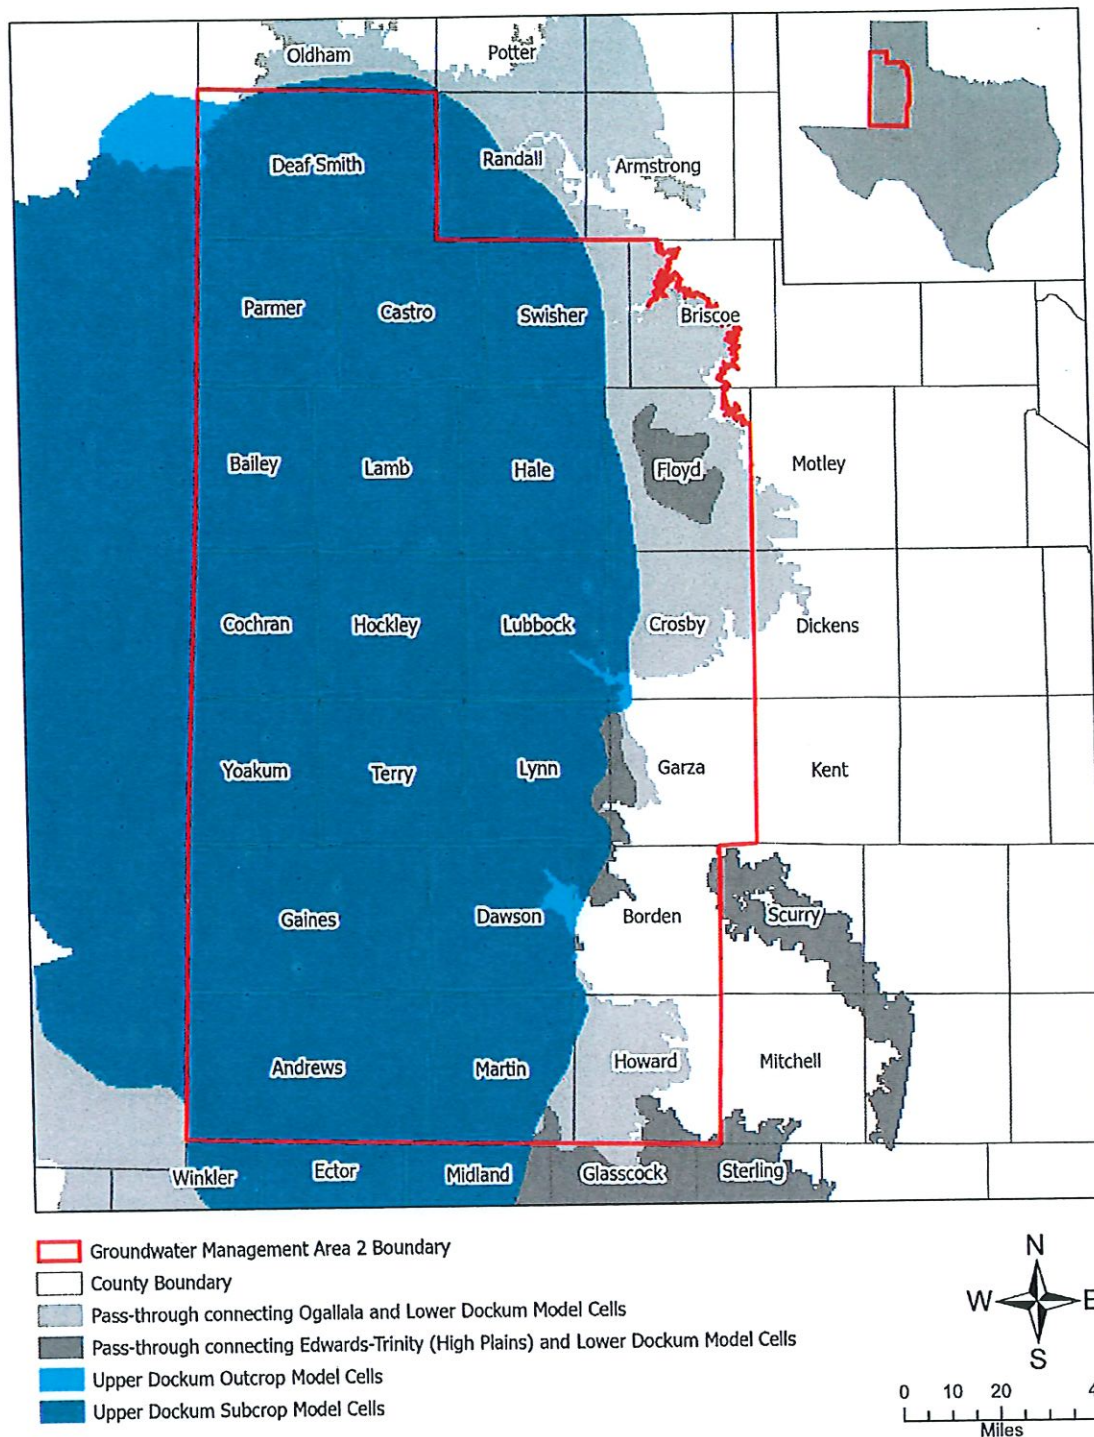 Oldham
Potter
Deaf Smith
Randall
Armstrong
Parmer
Castro
Swisher
Briscoe
Bailey
Lamb
Hale
Floyd
Motley
Cochran
Hockley
Lubbock
Crosby
Dickens
Yoakum
Terry
Lynn
Garza
Kent
Gaines
Dawson
Borden
Scurry
Andrews
Martin
Howard
Mitchell
Winkler
Ector
Midland
Glasscock
Sterling
Groundwater Management Area 2 Boundary
County Boundary
Pass-through connecting Ogallala and Lower Dockum Model Cells
Pass-through connecting Edwards-Trinity (High Plains) and Lower Dockum Model Cells
Upper Dockum Outcrop Model Cells
Upper Dockum Subcrop Model Cells
N
W
E
S
0 10 20
Miles